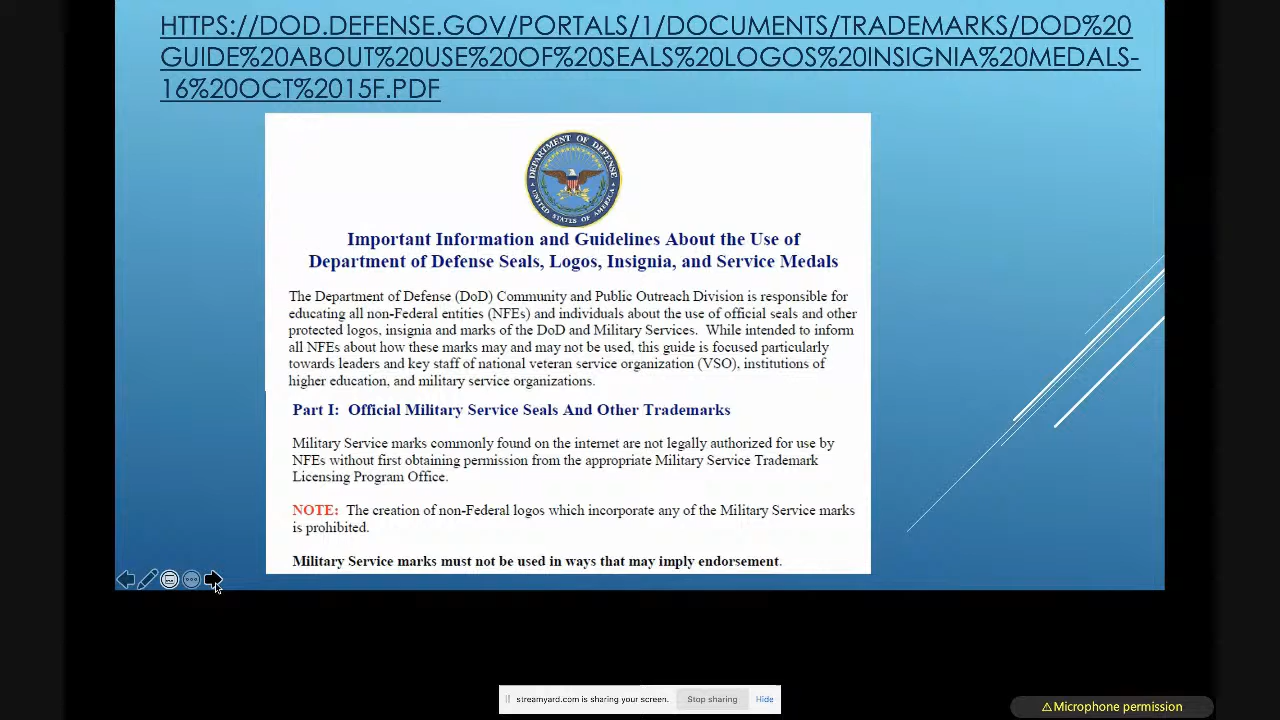 HTTPS://DOD.DEFENSE.GOV/PORTALS/1/DOCUMENTS/TRADEMARKS/DOD%20
GUIDE%20ABOUT%20USE%20OF%20SEALS%20LOGOS%20INSIGNIA%20MEDALS-
16%20OCT%2015F.PDF
DEPARTMENT OF DEFENSE
UNITED STATES OF AMERICA
Important Information and Guidelines About the Use of
Department of Defense Seals, Logos, Insignia, and Service Medals
The Department of Defense (DoD) Community and Public Outreach Division is responsible for
educating all non-Federal entities (NFEs) and individuals about the use of official seals and other
protected logos, insignia and marks of the DoD and Military Services.  While intended to inform
all NFEs about how these marks may and may not be used, this guide is focused particularly
towards leaders and key staff of national veteran service organization (VSO), institutions of
higher education, and military service organizations.
Part I:  Official Military Service Seals And Other Trademarks
Military Service marks commonly found on the internet are not legally authorized for use by
NFEs without first obtaining permission from the appropriate Military Service Trademark
Licensing Program Office.
NOTE:  The creation of non-Federal logos which incorporate any of the Military Service marks
is prohibited.
Military Service marks must not be used in ways that may imply endorsement.
streamyard.com is sharing your screen. Stop sharing Hide
⚠Microphone permission